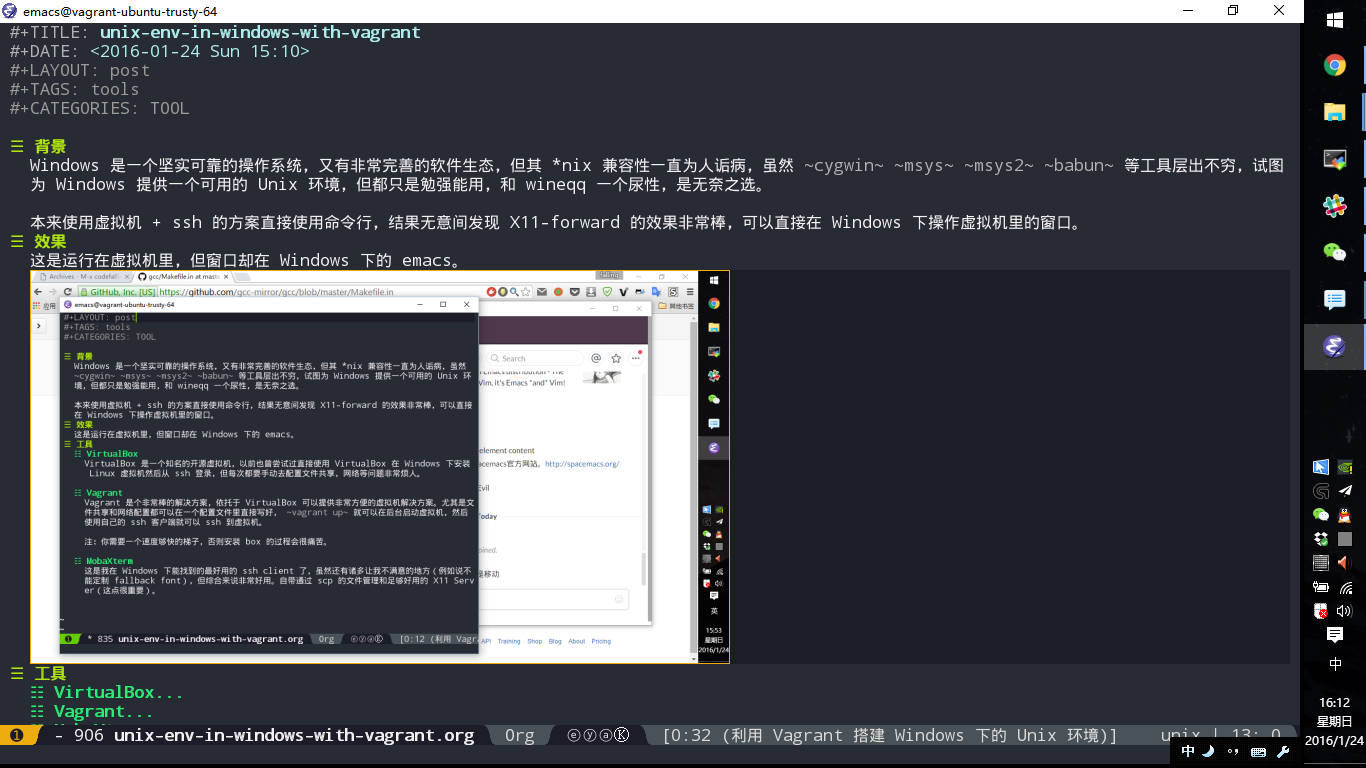 emacs@vagrant-ubuntu-trusty-64
#+TITLE: unix-env-in-windows-with-vagrant
#+DATE: <2016-01-24 Sun 15:10>
#+LAYOUT: post
#+TAGS: tools
#+CATEGORIES: TOOL
背景
Windows 是一个坚实可靠的操作系统，又有非常完善的软件生态，但其 *nix 兼容性一直为人诟病，虽然 ~cygwin~ ~msys~ ~msys2~ ~babun~ 等工具层出不穷，试图
为 Windows 提供一个可用的 Unix 环境，但都只是勉强能用，和 wineqq 一个尿性，是无奈之选。
本来使用虚拟机 + ssh 的方案直接使用命令行，结果无意间发现 X11-forward 的效果非常棒，可以直接在 Windows 下操作虚拟机里的窗口。
效果
这是运行在虚拟机里，但窗口却在 Windows 下的 emacs。
Archives - M-x codefall
gcc/Makefile.in at maste
GitHub, Inc. [US] https://github.com/gcc-mirror/gcc/blob/master/Makefile.in
应用
其他书签
emacs@vagrant-ubuntu-trusty-64
#+LAYOUT: post
#+TAGS: tools
#+CATEGORIES: TOOL
背景
Windows 是一个坚实可靠的操作系统，又有非常完善的软件生态，但其 *nix 兼容性一直为人诟病，虽然
~cygwin~ ~msys~ ~msys2~ ~babun~ 等工具层出不穷，试图为 Windows 提供一个可用的 Unix 环
境，但都只是勉强能用，和 wineqq 一个尿性，是无奈之选。
本来使用虚拟机 + ssh 的方案直接使用命令行，结果无意间发现 X11-forward 的效果非常棒，可以直接
在 Windows 下操作虚拟机里的窗口。
效果
这是运行在虚拟机里，但窗口却在 Windows 下的 emacs。
工具
VirtualBox
VirtualBox 是一个知名的开源虚拟机，以前也曾尝试过直接使用 VirtualBox 在 Windows 下安装
Linux 虚拟机然后从 ssh 登录，但每次都要手动去配置文件共享，网络等问题非常烦人。
Vagrant
Vagrant 是个非常棒的解决方案，依托于 VirtualBox 可以提供非常方便的虚拟机解决方案。尤其是文
件共享和网络配置都可以在一个配置文件里直接写好， ~vagrant up~ 就可以在后台启动虚拟机，然后
使用自己的 ssh 客户端就可以 ssh 到虚拟机。
注：你需要一个速度够快的梯子，否则安装 box 的过程会很痛苦。
MobaXterm
这是我在 Windows 下能找到的最好用的 ssh client 了，虽然还有诸多让我不满意的地方（例如说不
能定制 fallback font），但综合来说非常好用。自带通过 scp 的文件管理和足够好用的 X11 Serv
er（这点很重要）。
* 835 unix-env-in-windows-with-vagrant.org Org [0:12 (利用 Vagr
Search
Emacs distribution - The
Vim, it's Emacs *and* Vim!
element content
pacemacs官方网站。http://spacemacs.org/
Evil
Today
oined.
是移动
API Training Shop Blog About Pricing
英
15:53
星期日
2016/1/24
工具
VirtualBox...
Vagrant...
1 - 906 unix-env-in-windows-with-vagrant.org Org ⓔⓨⓐⓀ [0:32 (利用 Vagrant 搭建 Windows 下的 Unix 环境)] unix | 13: 0
中
中
16:12
星期日
2016/1/24